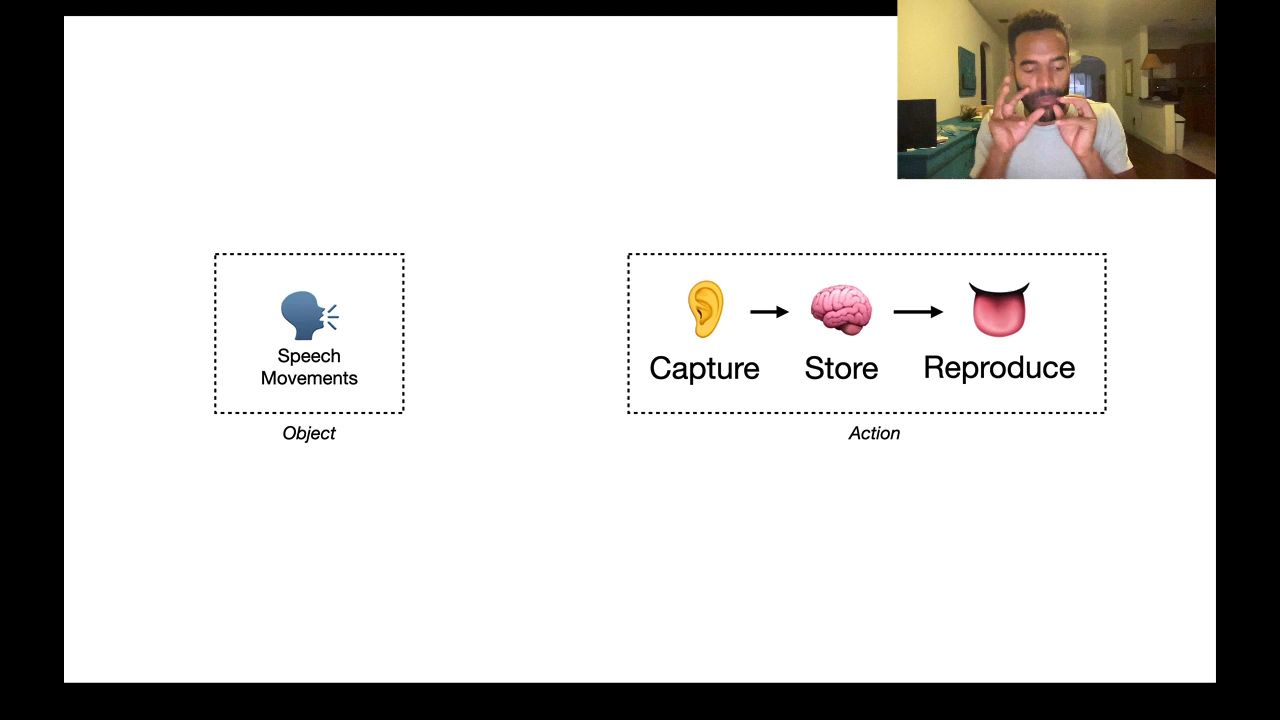 Speech
Movements
Object
Capture
Store
Reproduce
Action